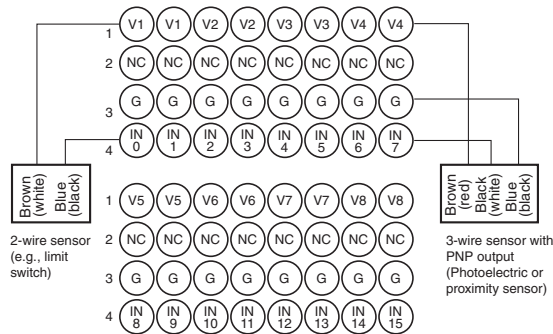 1 V1 V1 V2 V2 V3 V3 V4 V4
2 NC NC NC NC NC NC NC NC
3 G G G G G G G G
4 IN 0 IN 1 IN 2 IN 3 IN 4 IN 5 IN 6 IN 7
Brown (white)
Blue (black)
2-wire sensor
(e.g., limit
switch)
Brown (red)
Black (white)
Blue (black)
3-wire sensor with
PNP output
(Photoelectric or
proximity sensor)
1 V5 V5 V6 V6 V7 V7 V8 V8
2 NC NC NC NC NC NC NC NC
3 G G G G G G G G
4 IN 8 IN 9 IN 10 IN 11 IN 12 IN 13 IN 14 IN 15